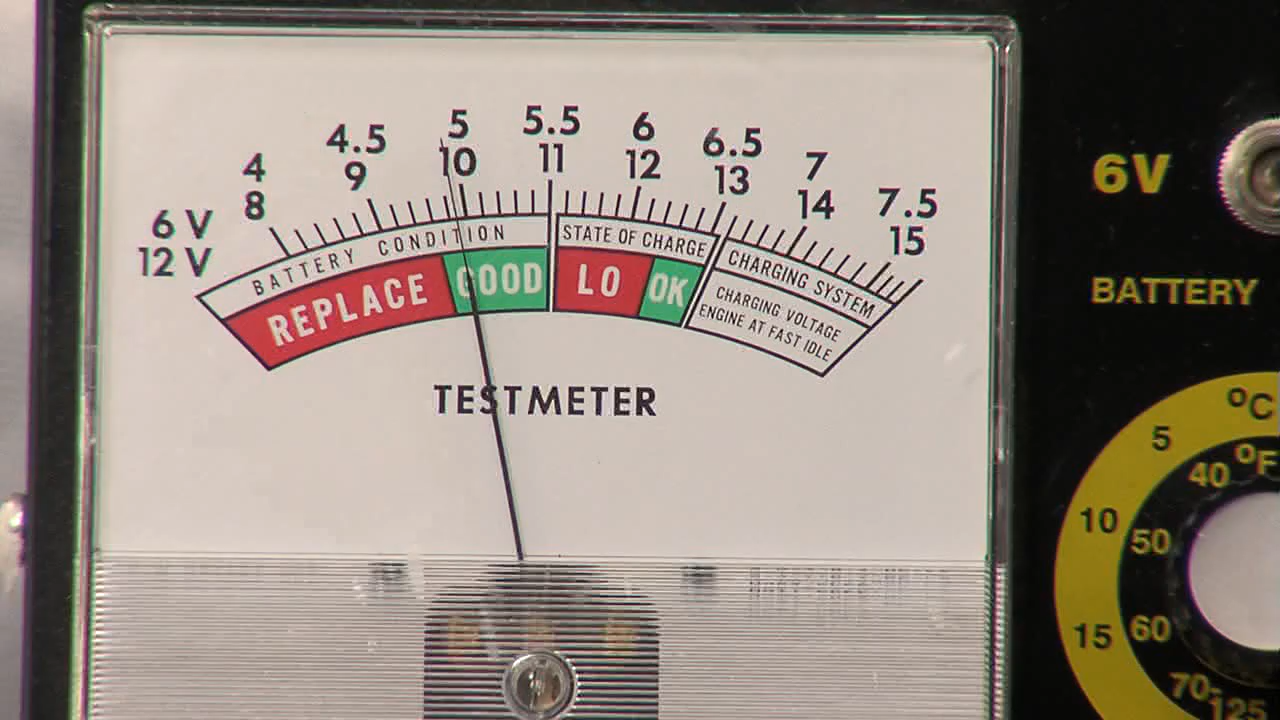 4 4.5 5 5.5 6 6.5 7 7.5
6 V
8 9 10 11 12 13 14 15
12 V
BATTERY CONDITION
STATE OF CHARGE
CHARGING SYSTEM
REPLACE
GOOD
LO
OK
CHARGING VOLTAGE
ENGINE AT FAST IDLE
TESTMETER
6V
BATTERY
°C
°F
5
40
10
50
15
60
70
125